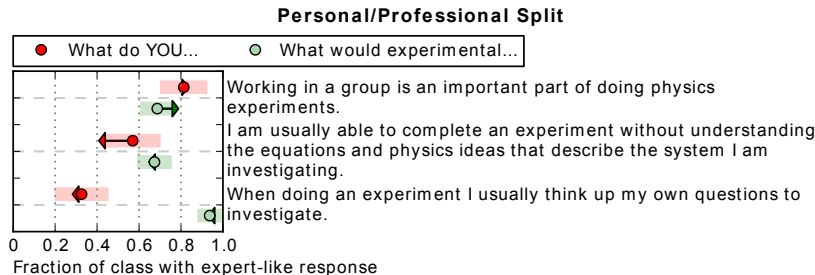 Personal/Professional Split
What do YOU... What would experimental...
Working in a group is an important part of doing physics
experiments.
I am usually able to complete an experiment without understanding
the equations and physics ideas that describe the system I am
investigating.
When doing an experiment I usually think up my own questions to
investigate.
0 0.2 0.4 0.6 0.8 1.0
Fraction of class with expert-like response